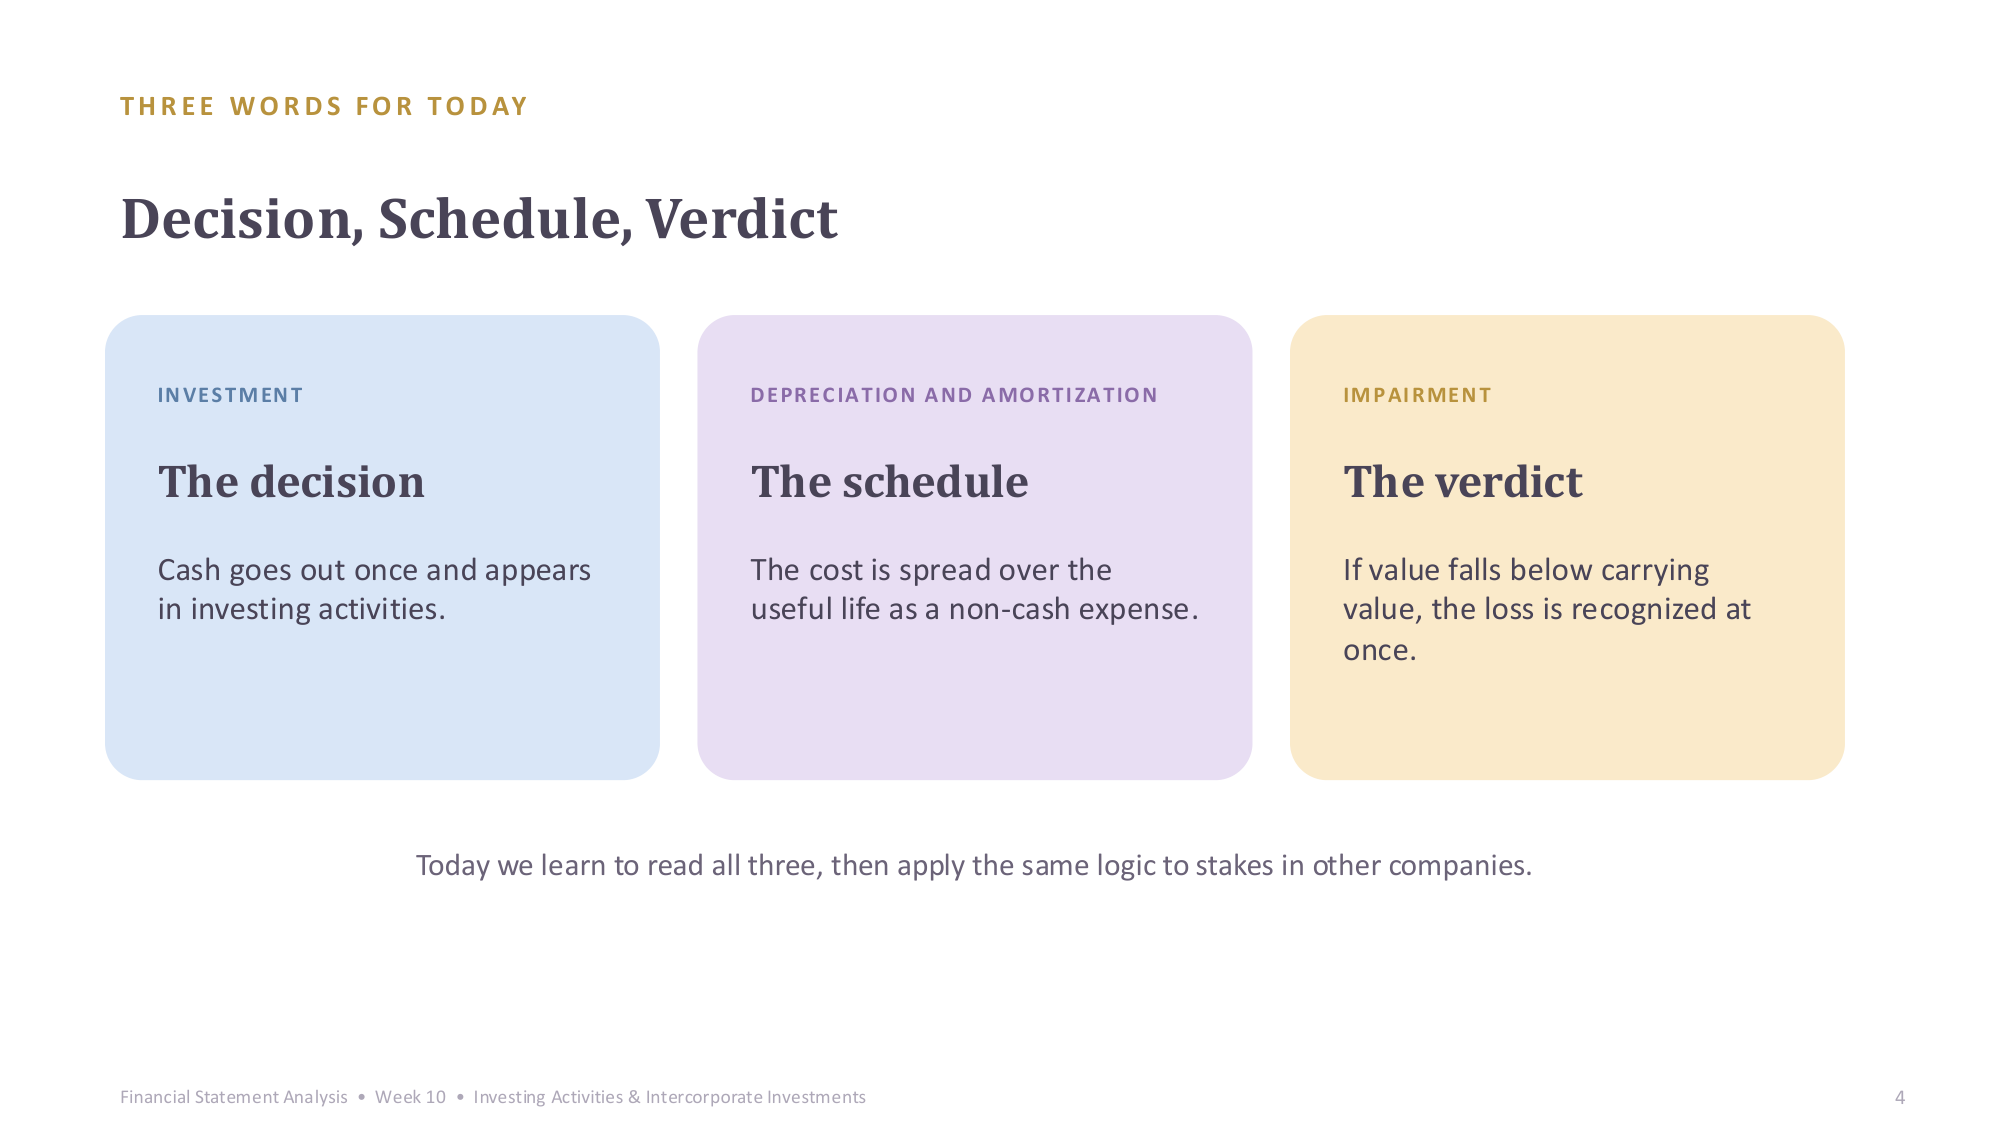 THREE WORDS FOR TODAY
Decision, Schedule, Verdict
INVESTMENT
The decision
Cash goes out once and appears
in investing activities.
DEPRECIATION AND AMORTIZATION
The schedule
The cost is spread over the
useful life as a non-cash expense.
IMPAIRMENT
The verdict
If value falls below carrying
value, the loss is recognized at
once.
Today we learn to read all three, then apply the same logic to stakes in other companies.
Financial Statement Analysis • Week 10 • Investing Activities & Intercorporate Investments
4